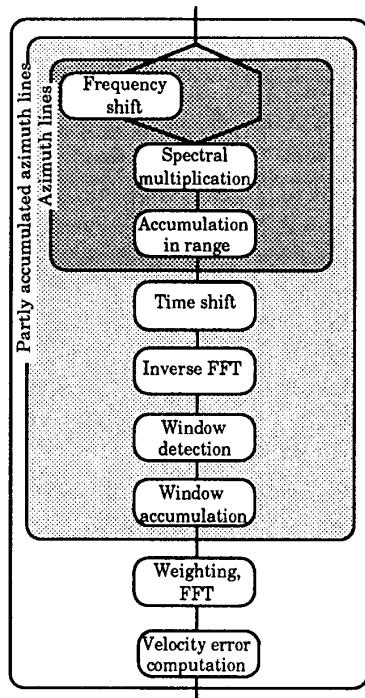 Partly accumulated azimuth lines
Azimuth lines
Frequency
shift
Spectral
multiplication
Accumulation
in range
Time shift
Inverse FFT
Window
detection
Window
accumulation
Weighting,
FFT
Velocity error
computation